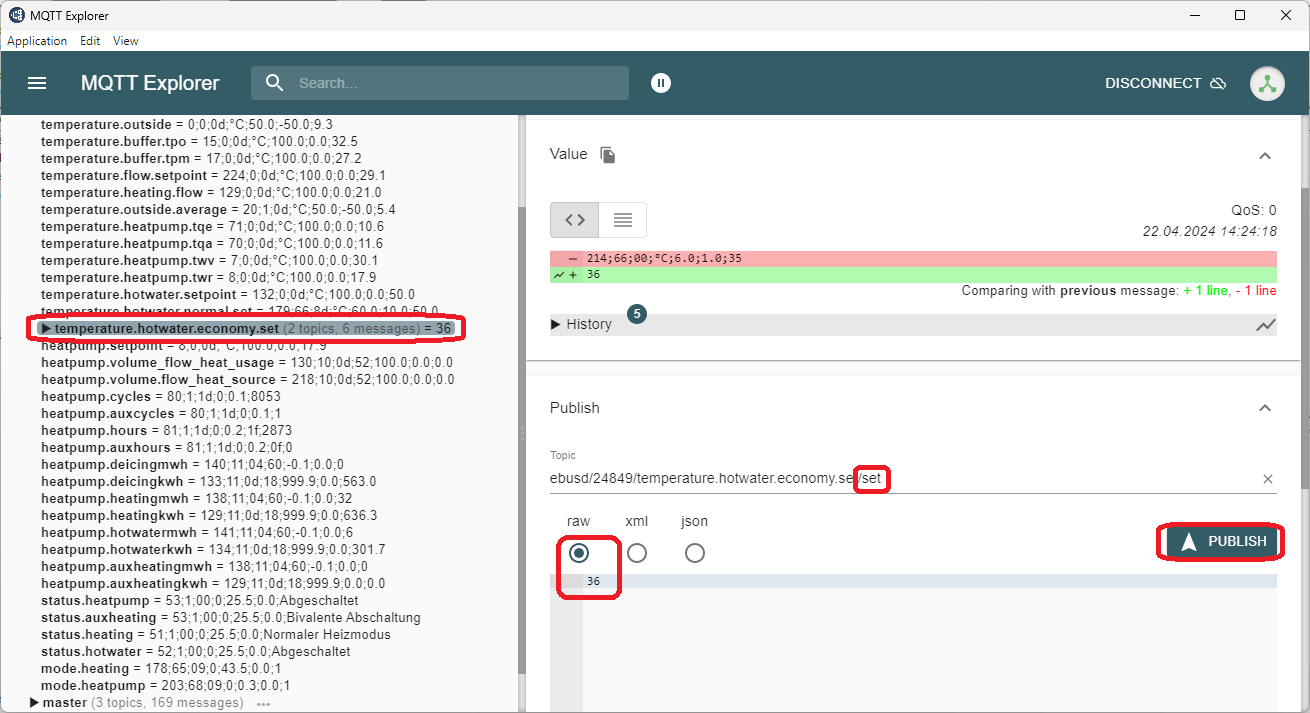 MQTT Explorer
Application Edit View
MQTT Explorer
Search...
DISCONNECT
temperature.outside = 0;0;0d;°C;50.0;-50.0;9.3
temperature.buffer.tpo = 15;0;0d;°C;100.0;0.0;32.5
temperature.buffer.tpm = 17;0;0d;°C;100.0;0.0;27.2
temperature.flow.setpoint = 224;0;0d;°C;100.0;0.0;29.1
temperature.heating.flow = 129;0;0d;°C;100.0;0.0;21.0
temperature.outside.average = 20;1;0d;°C;50.0;-50.0;5.4
temperature.heatpump.tqe = 71;0;0d;°C;100.0;0.0;10.6
temperature.heatpump.tqa = 70;0;0d;°C;100.0;0.0;11.6
temperature.heatpump.twv = 7;0;0d;°C;100.0;0.0;30.1
temperature.heatpump.twr = 8;0;0d;°C;100.0;0.0;17.9
temperature.hotwater.setpoint = 132;0;0d;°C;100.0;0.0;50.0
temperature.hotwater.normal.set = 179;66;8d;°C;60.0;10.0;50.0
▶ temperature.hotwater.economy.set (2 topics, 6 messages) = 36
heatpump.setpoint = 8;0;0d;°C;100.0;0.0;17.9
heatpump.volume_flow_heat_usage = 130;10;0d;52;100.0;0.0;0.0
heatpump.volume.flow_heat_source = 218;10;0d;52;100.0;0.0;0.0
heatpump.cycles = 80;1;1d;0;0.1;8053
heatpump.auxcycles = 80;1;1d;0;0.1;1
heatpump.hours = 81;1;1d;0;0.2;1f;2873
heatpump.auxhours = 81;1;1d;0;0.2;0f;0
heatpump.deicingmwh = 140;11;04;60;-0.1;0.0;0
heatpump.deicingkwh = 133;11;0d;18;999.9;0.0;563.0
heatpump.heatingmwh = 138;11;04;60;-0.1;0.0;32
heatpump.heatingkwh = 129;11;0d;18;999.9;0.0;636.3
heatpump.hotwatermwh = 141;11;04;60;-0.1;0.0;6
heatpump.hotwaterkwh = 134;11;0d;18;999.9;0.0;301.7
heatpump.auxheatingmwh = 138;11;04;60;-0.1;0.0;0
heatpump.auxheatingkwh = 129;11;0d;18;999.9;0.0;0.0
status.heatpump = 53;1;00;0;25.5;0.0;Abgeschaltet
status.auxheating = 53;1;00;0;25.5;0.0;Bivalente Abschaltung
status.heating = 51;1;00;0;25.5;0.0;Normaler Heizmodus
status.hotwater = 52;1;00;0;25.5;0.0;Abgeschaltet
mode.heating = 178;65;09;0;43.5;0.0;1
mode.heatpump = 203;68;09;0;0.3;0.0;1
▶ master (3 topics, 169 messages) ...
Value
QoS: 0
22.04.2024 14:24:18
- 214;66;00;°C;6.0;1.0;35
+ 36
Comparing with previous message: + 1 line, - 1 line
▶ History 5
Publish
Topic
ebusd/24849/temperature.hotwater.economy.se/set
raw xml json
PUBLISH
36